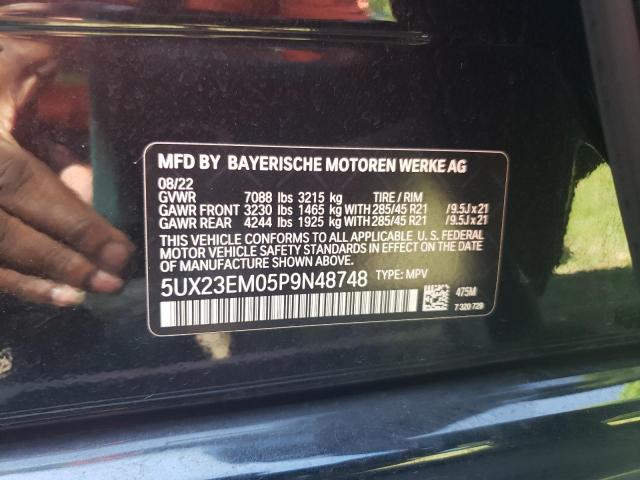 MFD BY BAYERISCHE MOTOREN WERKE AG
08/22
GVWR 7088 lbs 3215 kg TIRE / RIM
GAWR FRONT 3230 lbs 1465 kg WITH 285/45 R21 /9.5J x 21
GAWR REAR 4244 lbs 1925 kg WITH 285/45 R21 /9.5J x 21
THIS VEHICLE CONFORMS TO ALL APPLICABLE U. S. FEDERAL
MOTOR VEHICLE SAFETY STANDARDS IN EFFECT ON THE DATE
OF MANUFACTURE SHOWN ABOVE.
5UX23EM05P9N48748 TYPE: MPV
475M
7 320 729